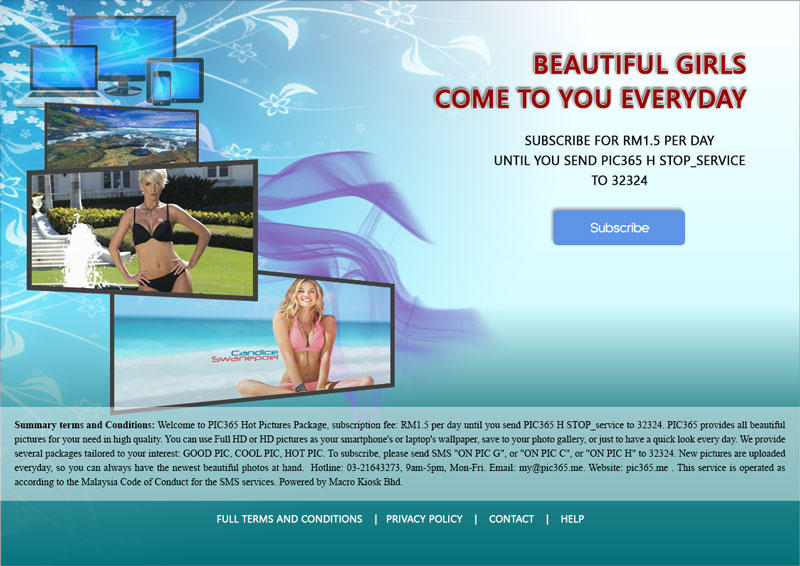 BEAUTIFUL GIRLS
COME TO YOU EVERYDAY
SUBSCRIBE FOR RM1.5 PER DAY
UNTIL YOU SEND PIC365 H STOP_SERVICE
TO 32324
Subscribe
Candice
Swanepoel
Summary terms and Conditions: Welcome to PIC365 Hot Pictures Package, subscription fee: RM1.5 per day until you send PIC365 H STOP_service to 32324. PIC365 provides all beautiful
pictures for your need in high quality. You can use Full HD or HD pictures as your smartphone's or laptop's wallpaper, save to your photo gallery, or just to have a quick look every day. We provide
several packages tailored to your interest: GOOD PIC, COOL PIC, HOT PIC. To subscribe, please send SMS "ON PIC G", or "ON PIC C", or "ON PIC H" to 32324. New pictures are uploaded
everyday, so you can always have the newest beautiful photos at hand. Hotline: 03-21643273, 9am-5pm, Mon-Fri. Email: my@pic365.me. Website: pic365.me . This service is operated as
according to the Malaysia Code of Conduct for the SMS services. Powered by Macro Kiosk Bhd.
FULL TERMS AND CONDITIONS | PRIVACY POLICY | CONTACT | HELP